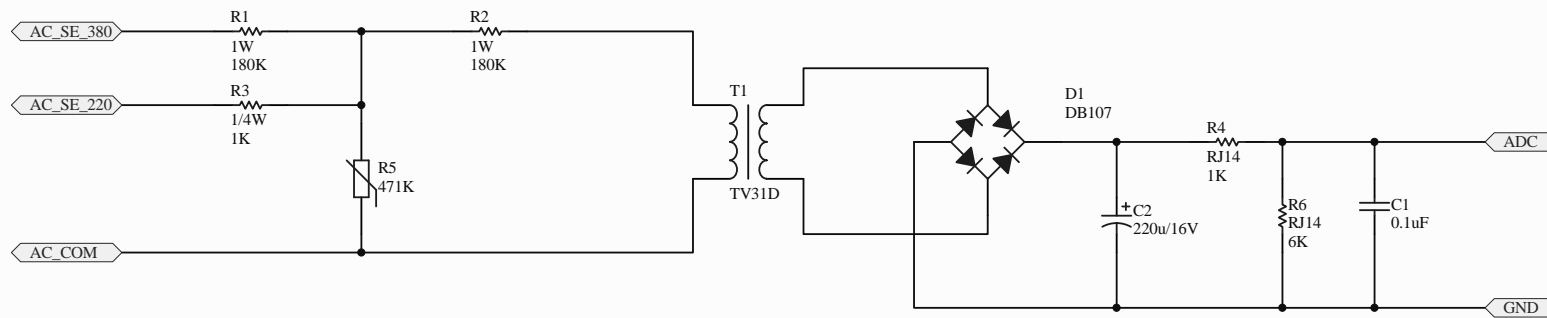 AC_SE_380
R1
1W
180K
R2
1W
180K
AC_SE_220
R3
1/4W
1K
R5
471K
AC_COM
T1
TV31D
D1
DB107
C2
220u/16V
R4
RJ14
1K
R6
RJ14
6K
C1
0.1uF
ADC
GND